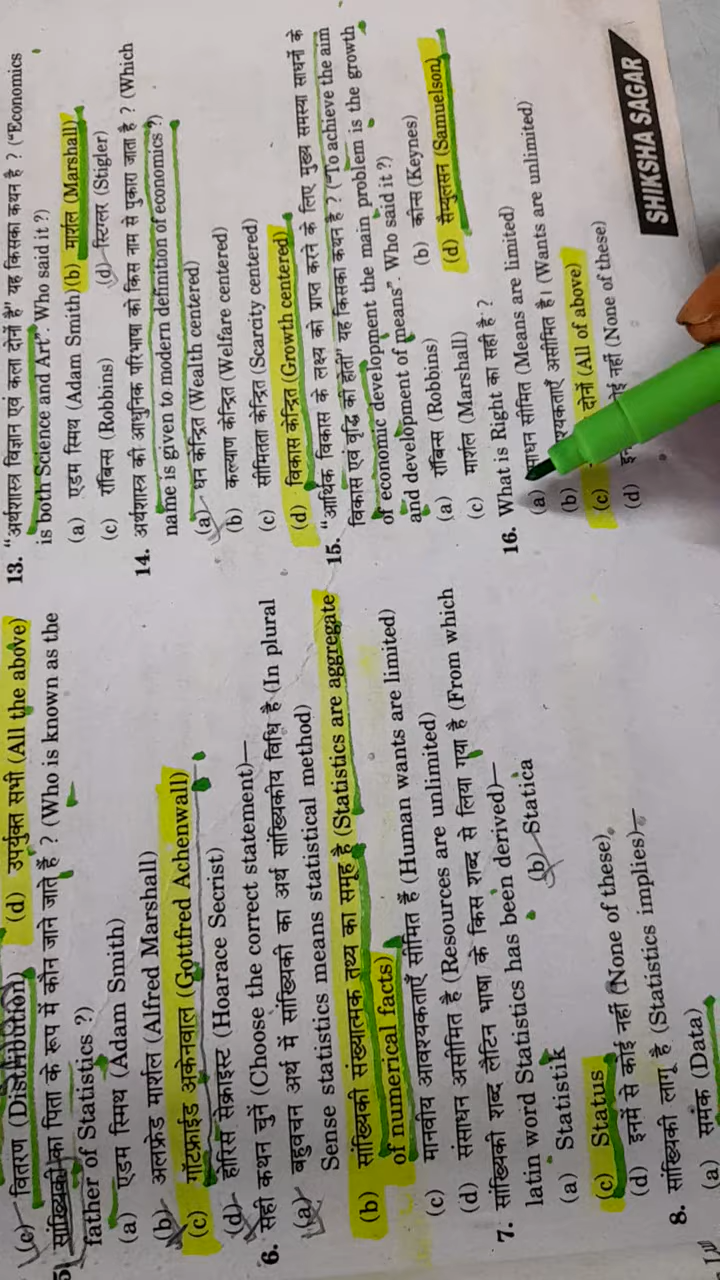 (c) वितरण (Distribution) (d) उपर्युक्त सभी (All the above)
सांख्यिकी का पिता के रूप में कौन जाने जाते हैं ? (Who is known as the
father of Statistics ?)
(a) एडम स्मिथ (Adam Smith)
(b) अलफ्रेड मार्शल (Alfred Marshall)
(c) गॉटफ्राईड अकेनवाल (Gottfred Achenwall)
(d) होरिस सेक्राइस्ट (Hoarace Secrist)
6. सही कथन चुनें (Choose the correct statement)—
(a) बहुवचन अर्थ में सांख्यिकी का अर्थ सांख्यिकीय विधि है (In plural
Sense statistics means statistical method)
(b) सांख्यिकी संख्यात्मक तथ्य का समूह है (Statistics are aggregate
of numerical facts)
(c) मानवीय आवश्यकताएँ सीमित हैं (Human wants are limited)
(d) संसाधन असीमित है (Resources are unlimited)
7. सांख्यिकी शब्द लैटिन भाषा के किस शब्द से लिया गया है (From which
latin word Statistics has been derived)—
(a) Statistik (b) Statica
(c) Status
(d) इनमें से कोई नहीं (None of these)
8. सांख्यिकी लागू है (Statistics implies)—
(a) समंक (Data)
13. "अर्थशास्त्र विज्ञान एवं कला दोनों है" यह किसका कथन है ? ("Economics
is both Science and Art". Who said it ?)
(a) एडम स्मिथ (Adam Smith) (b) मार्शल (Marshall)
(c) रॉबिन्स (Robbins) (d) स्टिगलर (Stigler)
14. अर्थशास्त्र की आधुनिक परिभाषा को किस नाम से पुकारा जाता है ? (Which
name is given to modern definition of economics ?)
(a) धन केन्द्रित (Wealth centered)
(b) कल्याण केन्द्रित (Welfare centered)
(c) सीमितता केन्द्रित (Scarcity centered)
(d) विकास केन्द्रित (Growth centered)
15. "आर्थिक विकास के लक्ष्य को प्राप्त करने के लिए मुख्य समस्या साधनों के
विकास एवं वृद्धि की होती" यह किसका कथन है ? ("To achieve the aim
of economic development the main problem is the growth
and development of means". Who said it ?)
(a) रॉबिन्स (Robbins) (b) कीन्स (Keynes)
(c) मार्शल (Marshall) (d) सैम्युलसन (Samuelson)
16. What is Right का सही है ?
(a) साधन सीमित (Means are limited)
(b) असीमित है। (Wants are unlimited)
(c) दोनों (All of above)
(d) कोई नहीं (None of these)
SHIKSHA SAGAR